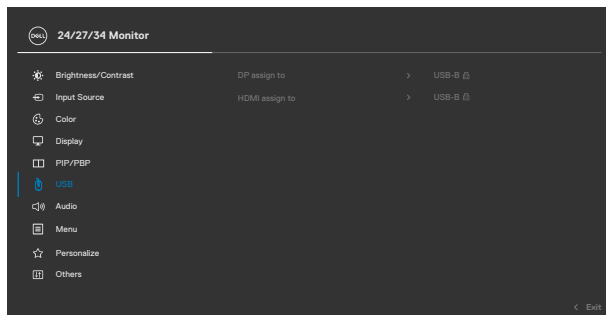 DELL 24/27/34 Monitor
Brightness/Contrast DP assign to > USB-B
Input Source HDMI assign to > USB-B
Color
Display
PIP/PBP
USB
Audio
Menu
Personalize
Others
< Exit